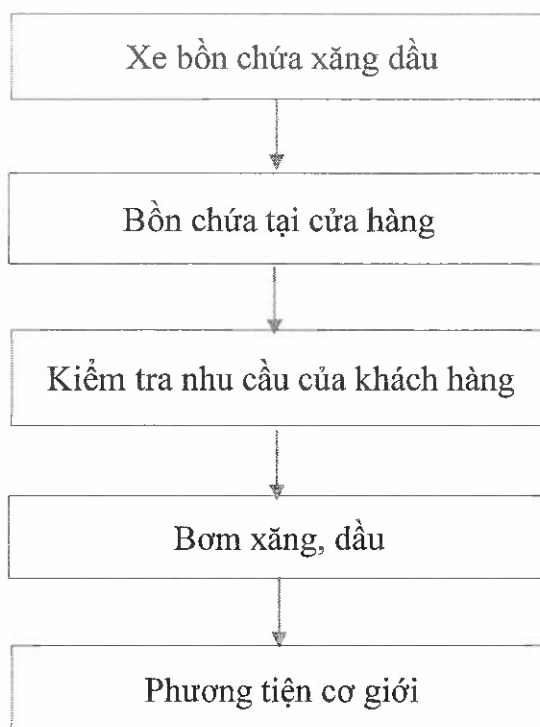 Xe bồn chứa xăng dầu
Bồn chứa tại cửa hàng
Kiểm tra nhu cầu của khách hàng
Bơm xăng, dầu
Phương tiện cơ giới